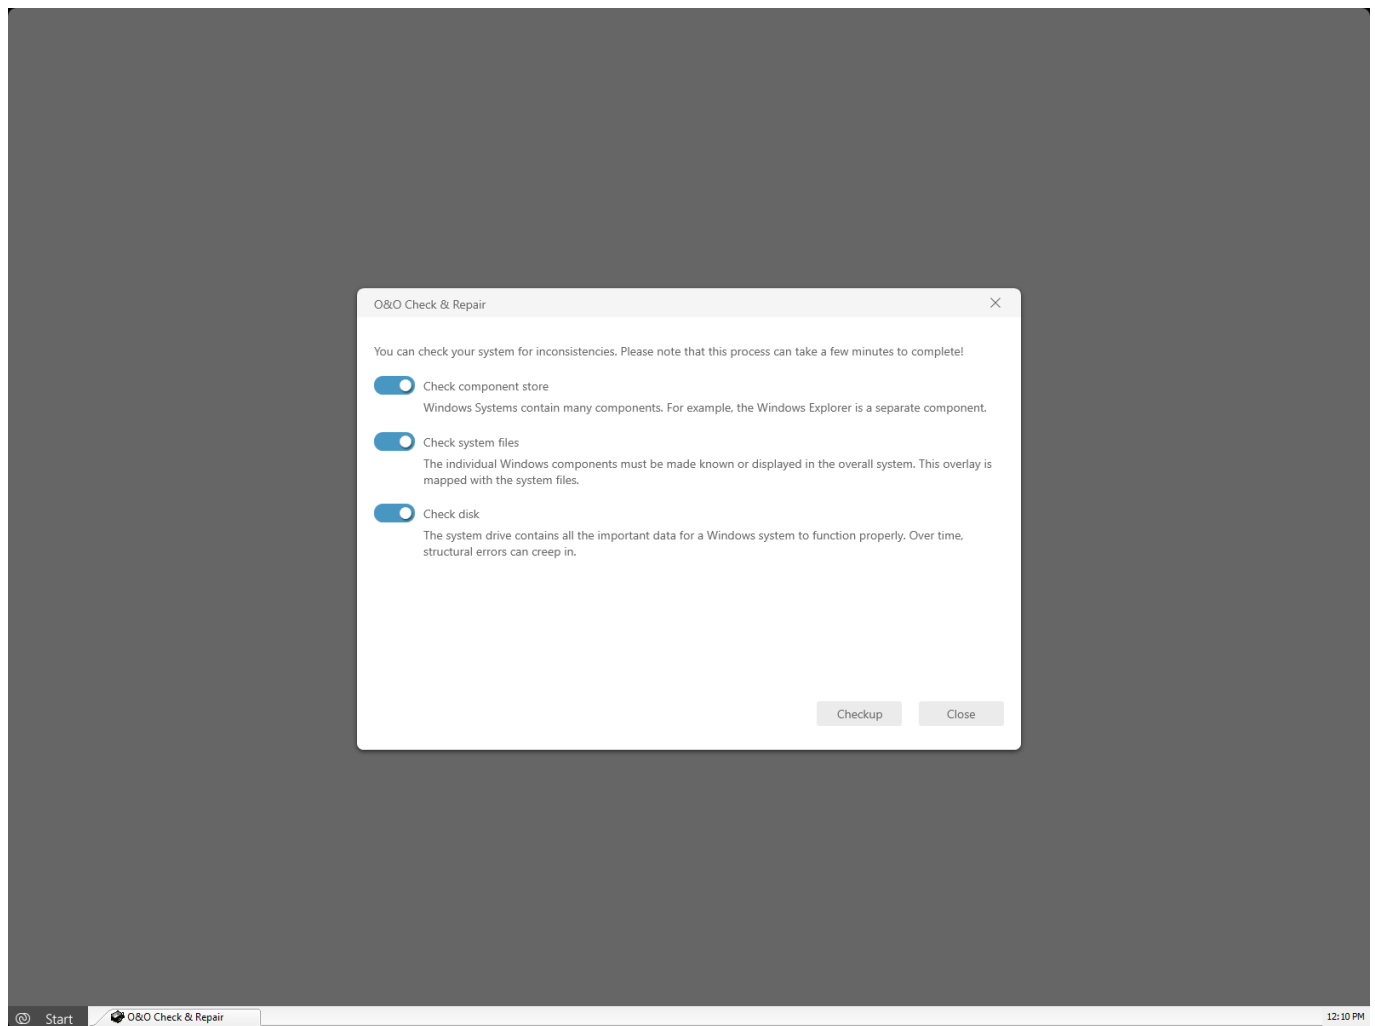 O&O Check & Repair
You can check your system for inconsistencies. Please note that this process can take a few minutes to complete!
Check component store
Windows Systems contain many components. For example, the Windows Explorer is a separate component.
Check system files
The individual Windows components must be made known or displayed in the overall system. This overlay is
mapped with the system files.
Check disk
The system drive contains all the important data for a Windows system to function properly. Over time,
structural errors can creep in.
Checkup Close
Start O&O Check & Repair 12:10 PM